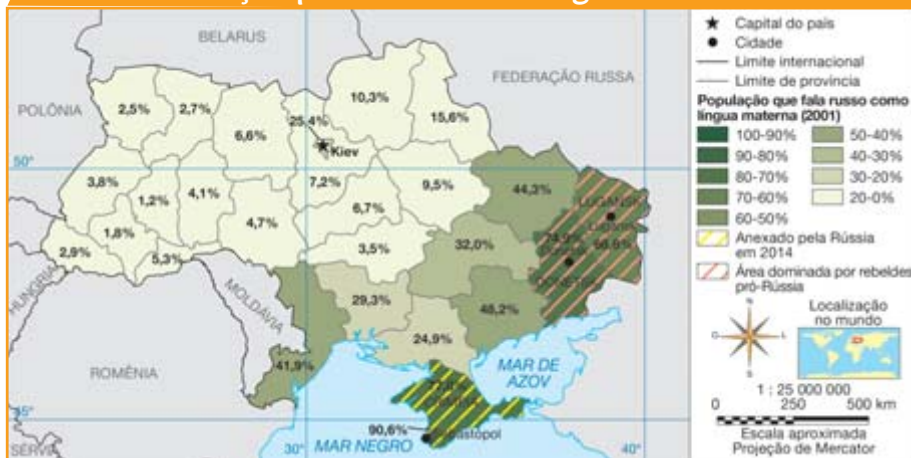 BELARUS
POLÔNIA
FEDERAÇÃO RUSSA
2,5%
2,7%
10,3%
25,4%
15,6%
6,6%
Kiev
50°
3,8%
1,2%
4,1%
7,2%
9,5%
44,3%
6,7%
4,7%
1,8%
2,9%
5,3%
3,5%
32,0%
LUGANSK
HUNGRIA
MOLDÁVIA
29,3%
48,2%
24,9%
41,9%
ROMÊNIA
MAR DE
AZOV
90,6%
MAR NEGRO
45°
30°
40°
Capital do país
Cidade
Limite internacional
Limite de província
População que fala russo como
língua materna (2001)
100-90%
50-40%
90-80%
40-30%
80-70%
30-20%
70-60%
20-0%
60-50%
Anexado pela Rússia
em 2014
Área dominada por rebeldes
pró-Rússia
N
O
L
S
Localização
no mundo
1 : 25 000 000
0 250 500 km
Escala aproximada
Projeção de Mercator